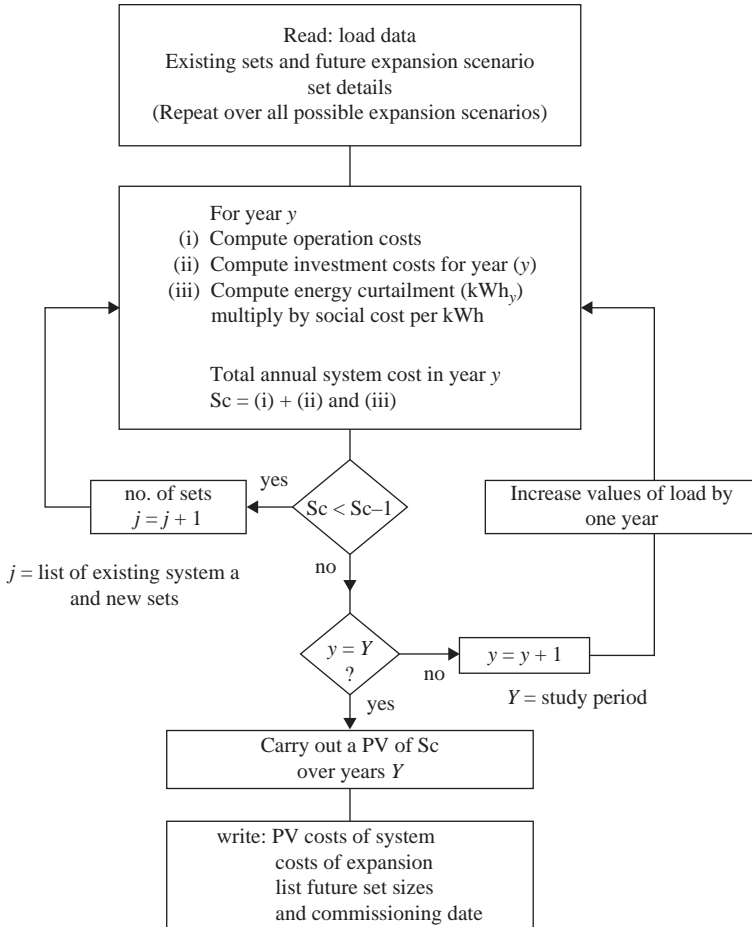 Read: load data
Existing sets and future expansion scenario
set details
(Repeat over all possible expansion scenarios)
For year y
(i) Compute operation costs
(ii) Compute investment costs for year (y)
(iii) Compute energy curtailment (kWhy)
multiply by social cost per kWh
Total annual system cost in year y
Sc = (i) + (ii) and (iii)
yes
no. of sets
j = j + 1
Sc < Sc–1
Increase values of load by
one year
no
j = list of existing system a
and new sets
y = Y
?
no
y = y + 1
yes
Y = study period
Carry out a PV of Sc
over years Y
write: PV costs of system
costs of expansion
list future set sizes
and commissioning date